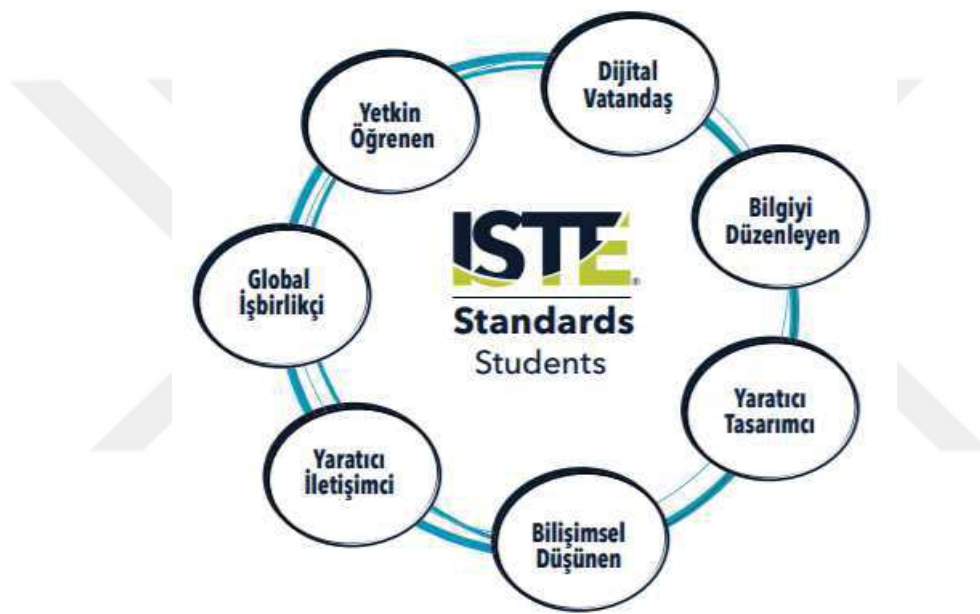 Dijital
Vatandaş
Yetkin
Öğrenen
Bilgiyi
Düzenleyen
ISTE®
Standards
Students
Global
İşbirlikçi
Yaratıcı
Tasarımcı
Yaratıcı
İletişimci
Bilişimsel
Düşünen